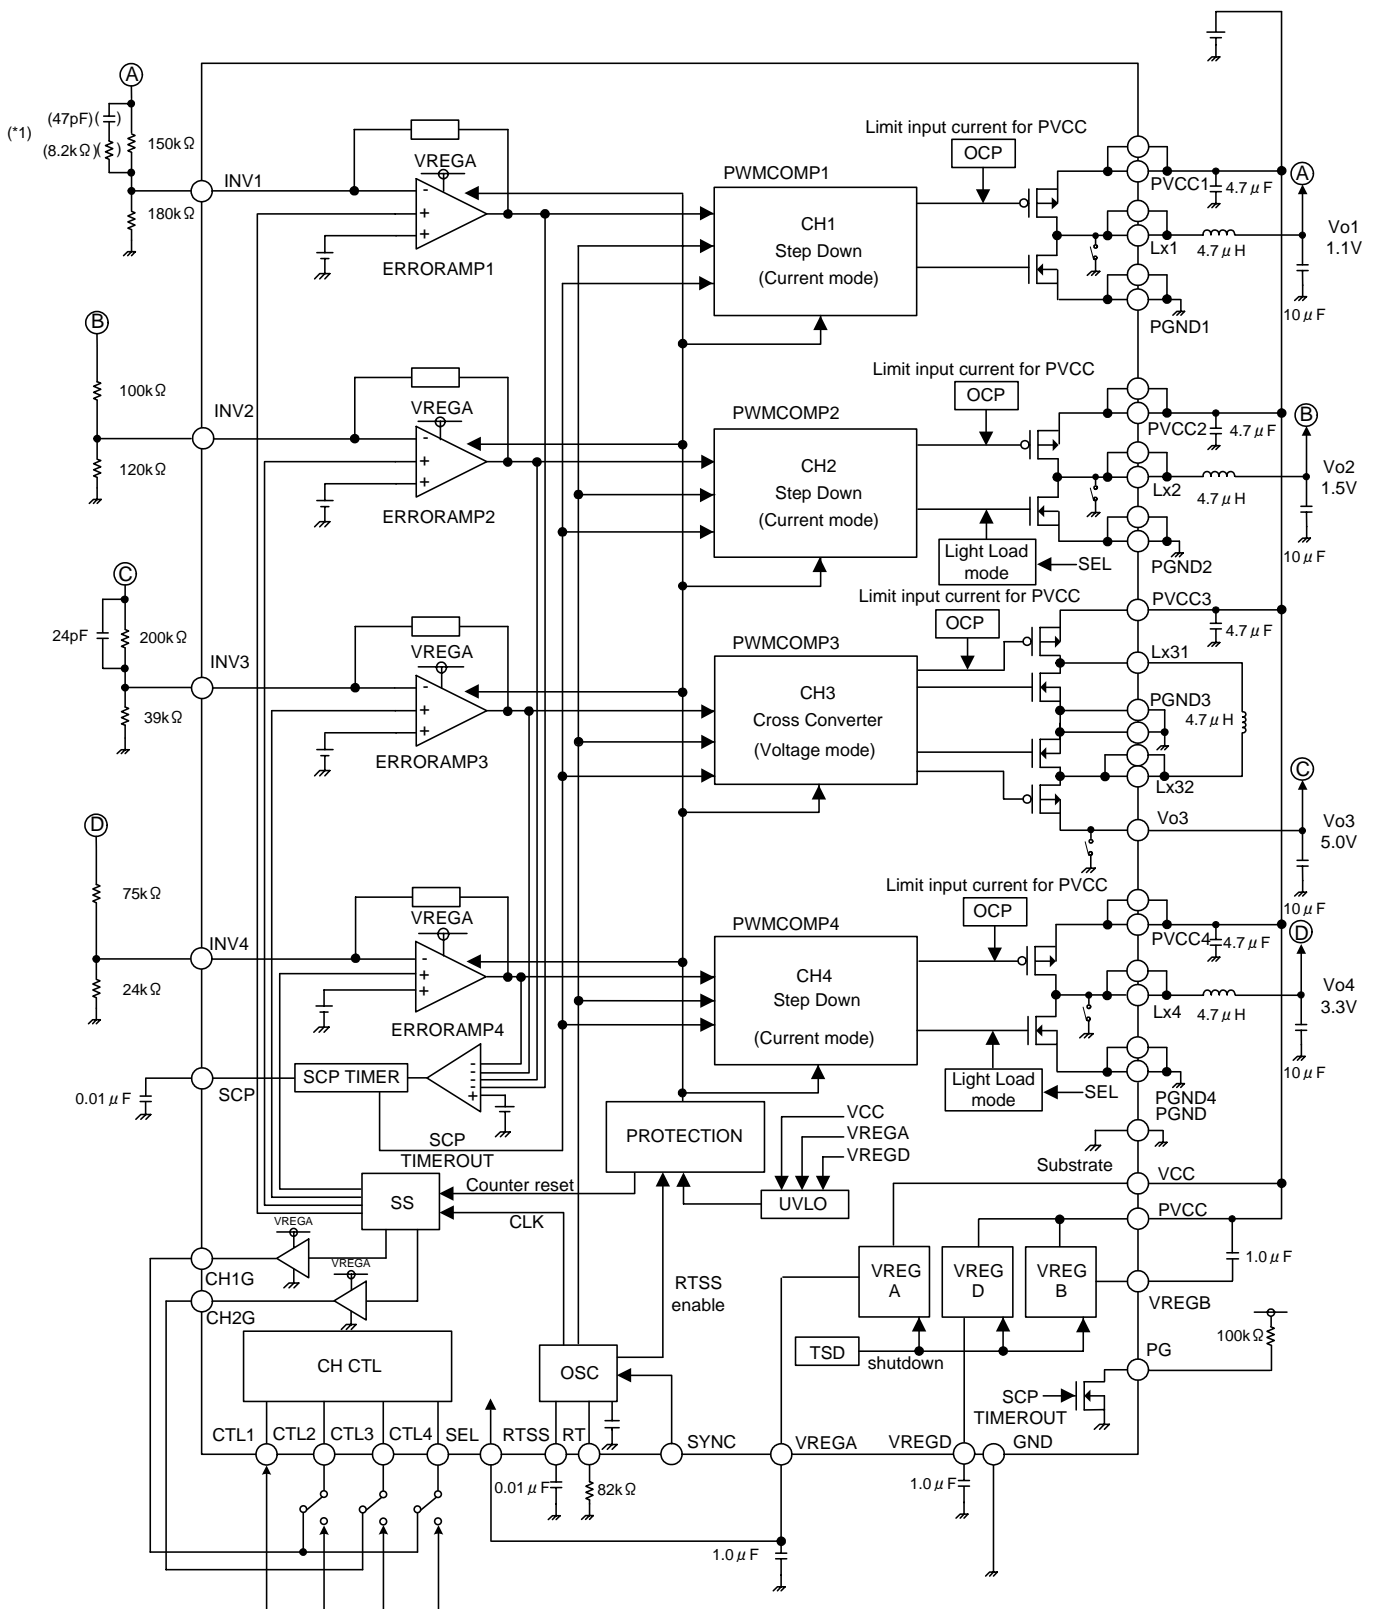 A
(*1)
(47pF)
(8.2kΩ)
150kΩ
180kΩ
INV1
VREGA
-
+
+
ERRORAMP1
PWMCOMP1
CH1
Step Down
(Current mode)
Limit input current for PVCC
OCP
PVCC1
4.7μF
A
Lx1
4.7μH
Vo1
1.1V
10μF
PGND1
B
100kΩ
120kΩ
INV2
VREGA
-
+
+
ERRORAMP2
PWMCOMP2
CH2
Step Down
(Current mode)
Limit input current for PVCC
OCP
PVCC2
4.7μF
B
Lx2
4.7μH
Vo2
1.5V
10μF
PGND2
Light Load
mode
SEL
C
24pF
200kΩ
39kΩ
INV3
VREGA
-
+
+
ERRORAMP3
PWMCOMP3
CH3
Cross Converter
(Voltage mode)
Limit input current for PVCC
OCP
PVCC3
4.7μF
Lx31
PGND3
4.7μH
Lx32
C
Vo3
Vo3
5.0V
10μF
D
75kΩ
24kΩ
INV4
VREGA
-
+
+
ERRORAMP4
PWMCOMP4
CH4
Step Down
(Current mode)
Limit input current for PVCC
OCP
PVCC4
4.7μF
D
Lx4
4.7μH
Vo4
3.3V
10μF
PGND4
PGND
Light Load
mode
SEL
0.01μF
SCP
SCP TIMER
-
-
-
-
+
SCP
TIMEROUT
PROTECTION
VCC
VREGA
VREGD
UVLO
Substrate
SS
Counter reset
CLK
VCC
PVCC
VREGA
CH1G
VREGA
CH2G
RTSS
enable
VREG
A
VREG
D
VREG
B
1.0μF
VREGB
TSD
shutdown
100kΩ
PG
SCP
TIMEROUT
CH CTL
OSC
CTL1
CTL2
CTL3
CTL4
SEL
RTSS
RT
SYNC
VREGA
VREGD
GND
0.01μF
82kΩ
1.0μF
1.0μF